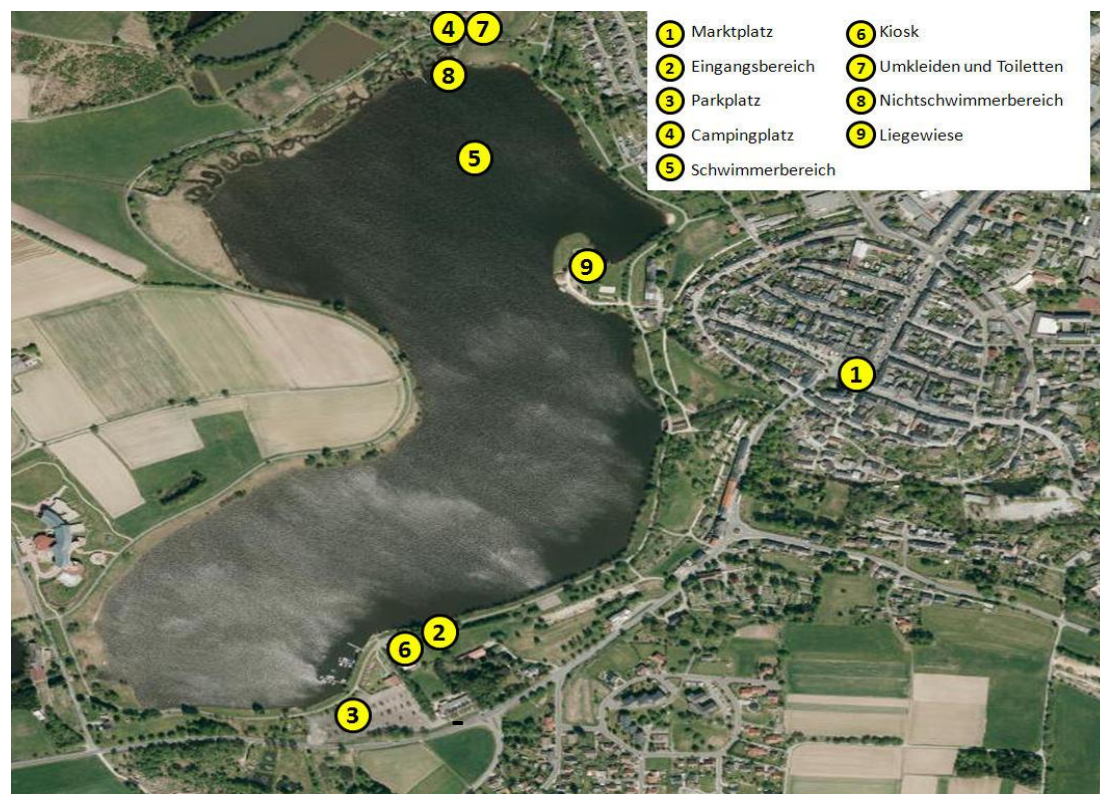 4 7
8
5
9
1
2
6
3
1 Marktplatz
2 Eingangsbereich
3 Parkplatz
4 Campingplatz
5 Schwimmerbereich
6 Kiosk
7 Umkleiden und Toiletten
8 Nichtschwimmerbereich
9 Liegewiese